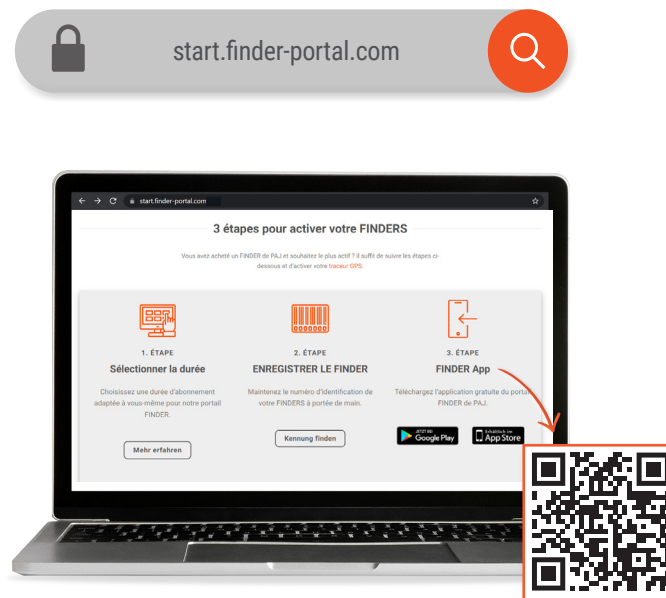 start.finder-portal.com
start.finder-portal.com
3 étapes pour activer votre FINDERS
Vous avez acheté un FINDER de PAJ et souhaitez le plus actif ? Il suffit de suivre les étapes ci-
dessous et d'activer votre traceur GPS.
1. ÉTAPE
Sélectionner la durée
Choisissez une durée d'abonnement
adaptée à vous-même pour notre portail
FINDER.
Mehr erfahren
2. ÉTAPE
ENREGISTRER LE FINDER
Maintenez le numéro d'identification de
votre FINDERS à portée de main.
Kennung finden
3. ÉTAPE
FINDER App
Téléchargez l'application gratuite du portail
FINDER de PAJ.
JETZT BEI
Google Play
Erhältlich im
App Store